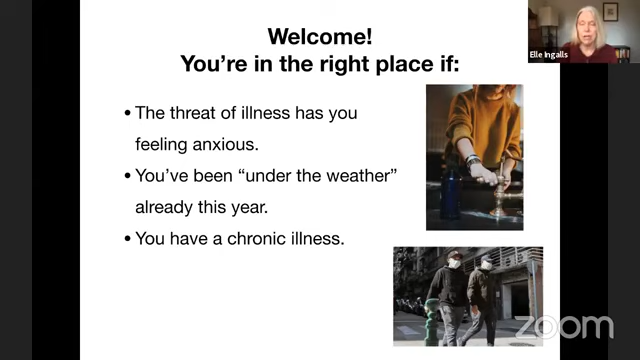 Welcome!
You're in the right place if:
• The threat of illness has you
feeling anxious.
• You've been “under the weather”
already this year.
• You have a chronic illness.
Elle Ingalls
zoom